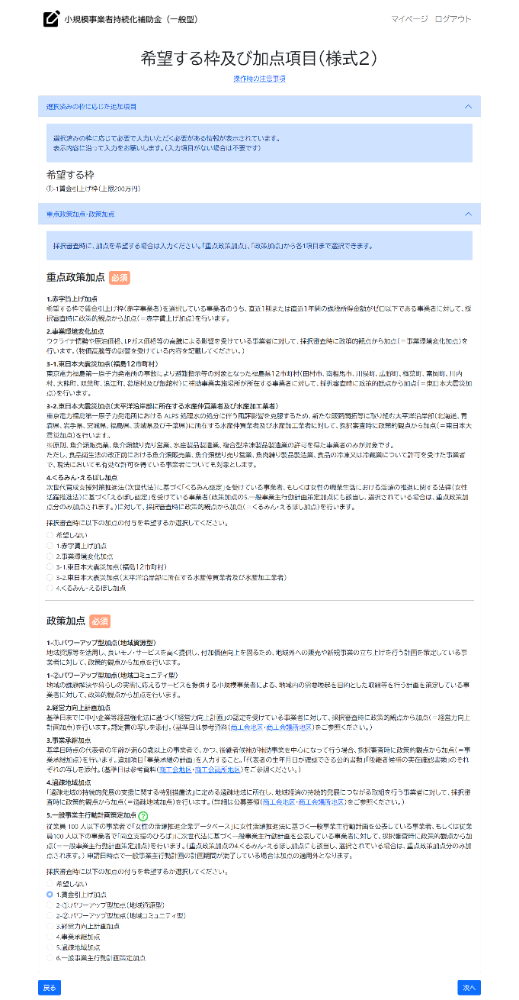 小規模事業者持続化補助金（一般型）
マイページ ログアウト
希望する枠及び加点項目（様式2）
操作時の注意事項
選択済みの枠に応じた追加項目
選択済みの枠に応じて必要で入力いただく必要がある情報が表示されています。
表示内容に沿って入力をお願いします。（入力項目がない場合は不要です）
希望する枠
①-1賃金引上げ枠（上限200万円）
重点政策加点・政策加点
採択審査時に、加点を希望する場合は入力ください。「重点政策加点」、「政策加点」から各1項目まで選択できます。
重点政策加点 必須
1.赤字賃上げ加点
希望する枠で賃金引上げ枠（赤字事業者）を選択している事業者のうち、直近1期または直近1年間の課税所得金額がゼロ以下である事業者に対して、採
択審査時に政策的観点から加点（＝赤字賃上げ加点）を行います。
2.事業環境変化加点
ウクライナ情勢や原油価格、LPガス価格等の高騰による影響を受けている事業者に対して、採択審査時に政策的観点から加点（＝事業環境変化加点）を
行います。（物価高騰等の影響を受けている内容を記載してください。）
3-1.東日本大震災加点（福島12市町村）
東京電力福島第一原子力発電所の事故により避難指示等の対象となった福島県12市町村（田村市、南相馬市、川俣町、広野町、楢葉町、富岡町、川内
村、大熊町、双葉町、浪江町、葛尾村及び飯舘村）に補助事業実施場所が所在する事業者に対して、採択審査時に政策的観点から加点（＝東日本大震災加
点）を行います。
3-2.東日本大震災加点（太平洋沿岸部に所在する水産仲買業者及び水産加工業者）
東京電力福島第一原子力発電所における ALPS 処理水の処分に伴う風評影響を克服するため、新たな販路開拓等に取り組む太平洋沿岸部（北海道、青
森県、岩手県、宮城県、福島県、茨城県及び千葉県）に所在する水産仲買業者及び水産加工業者に対して、採択審査時に政策的観点から加点（＝東日本大
震災加点）を行います。
※原則、魚介類販売業、魚介類競り売り営業、水産製品製造業、複合型冷凍製品製造業の許可を得た事業者のみが対象です。
ただし、食品衛生法の改正前における魚介類販売業、魚介類競り売り営業、魚肉練り製品製造業、食品の冷凍又は冷蔵業について許可を受けた事業者
で、現法においても有効な許可を得ている事業者についても対象とします。
4.くるみん・えるぼし加点
次世代育成支援対策推進法（次世代法）に基づく「くるみん認定」を受けている事業者、もしくは女性の職業生活における活躍の推進に関する法律（女性
活躍推進法）に基づく「えるぼし認定」を受けている事業者（政策加点の5.一般事業主行動計画策定加点にも該当し、選択されている場合は、重点政策加
点分のみ加点されます。）に対して、採択審査時に政策的観点から加点（＝くるみん・えるぼし加点）を行います。
採択審査時に以下の加点の付与を希望するか選択してください。
希望しない
1.赤字賃上げ加点
2.事業環境変化加点
3-1.東日本大震災加点（福島12市町村）
3-2.東日本大震災加点（太平洋沿岸部に所在する水産仲買業者及び水産加工業者）
4.くるみん・えるぼし加点
政策加点 必須
1-①.パワーアップ型加点（地域資源型）
地域資源等を活用し、良いモノ・サービスを高く提供し、付加価値向上を図るため、地域外への販売や新規事業の立ち上げを行う計画を策定している事
業者に対して、政策的観点から加点を行います。
1-②.パワーアップ型加点（地域コミュニティ型）
地域の課題解決や暮らしの実需に応えるサービスを提供する小規模事業者による、地域内の需要喚起を目的とした取組等を行う計画を策定している事
業者に対して、政策的観点から加点を行います。
2.経営力向上計画加点
基準日までに中小企業等経営強化法に基づく「経営力向上計画」の認定を受けている事業者に対して、採択審査時に政策的観点から加点（＝経営力向上
計画加点）を行います。認定書の写しを添付。（基準日は参考資料（商工会地区・商工会議所地区）をご参照ください。）
3.事業承継加点
基準日時点の代表者の年齢が満60歳以上の事業者で、かつ、後継者候補が補助事業を中心になって行う場合、採択審査時に政策的観点から加点（＝事
業承継加点）を行います。追加項目「事業承継の計画」を入力すること。「代表者の生年月日が確認できる公的書類」「後継者候補の実在確認書類」のそれ
ぞれの写しを添付。（基準日は参考資料（商工会地区・商工会議所地区）をご参照ください。）
4.過疎地域加点
「過疎地域の持続的発展の支援に関する特別措置法」に定める過疎地域に所在し、地域経済の持続的発展につながる取組を行う事業者に対して、採択審
査時に政策的観点から加点（＝過疎地域加点）を行います。（詳細は公募要領（商工会地区・商工会議所地区）をご参照ください。）
5.一般事業主行動計画策定加点 ?
従業員 100 人以下の事業者で「女性の活躍推進企業データベース」に女性活躍推進法に基づく一般事業主行動計画を公表している事業者、もしくは従業
員100 人以下の事業者で「両立支援のひろば」に次世代法に基づく一般事業主行動計画を公表している事業者に対して、採択審査時に政策的観点から加
点（＝一般事業主行動計画策定加点）を行います。（重点政策加点の4.くるみん・えるぼし加点にも該当し、選択されている場合は、重点政策加点分のみ加
点されます。） 申請日時点で一般事業主行動計画の計画期間が満了している場合は加点の適用外となります。
採択審査時に以下の加点の付与を希望するか選択してください。
希望しない
1.賃金引上げ加点
2-①.パワーアップ型加点（地域資源型）
2-②.パワーアップ型加点（地域コミュニティ型）
3.経営力向上計画加点
4.事業承継加点
5.過疎地域加点
6.一般事業主行動計画策定加点
戻る
次へ